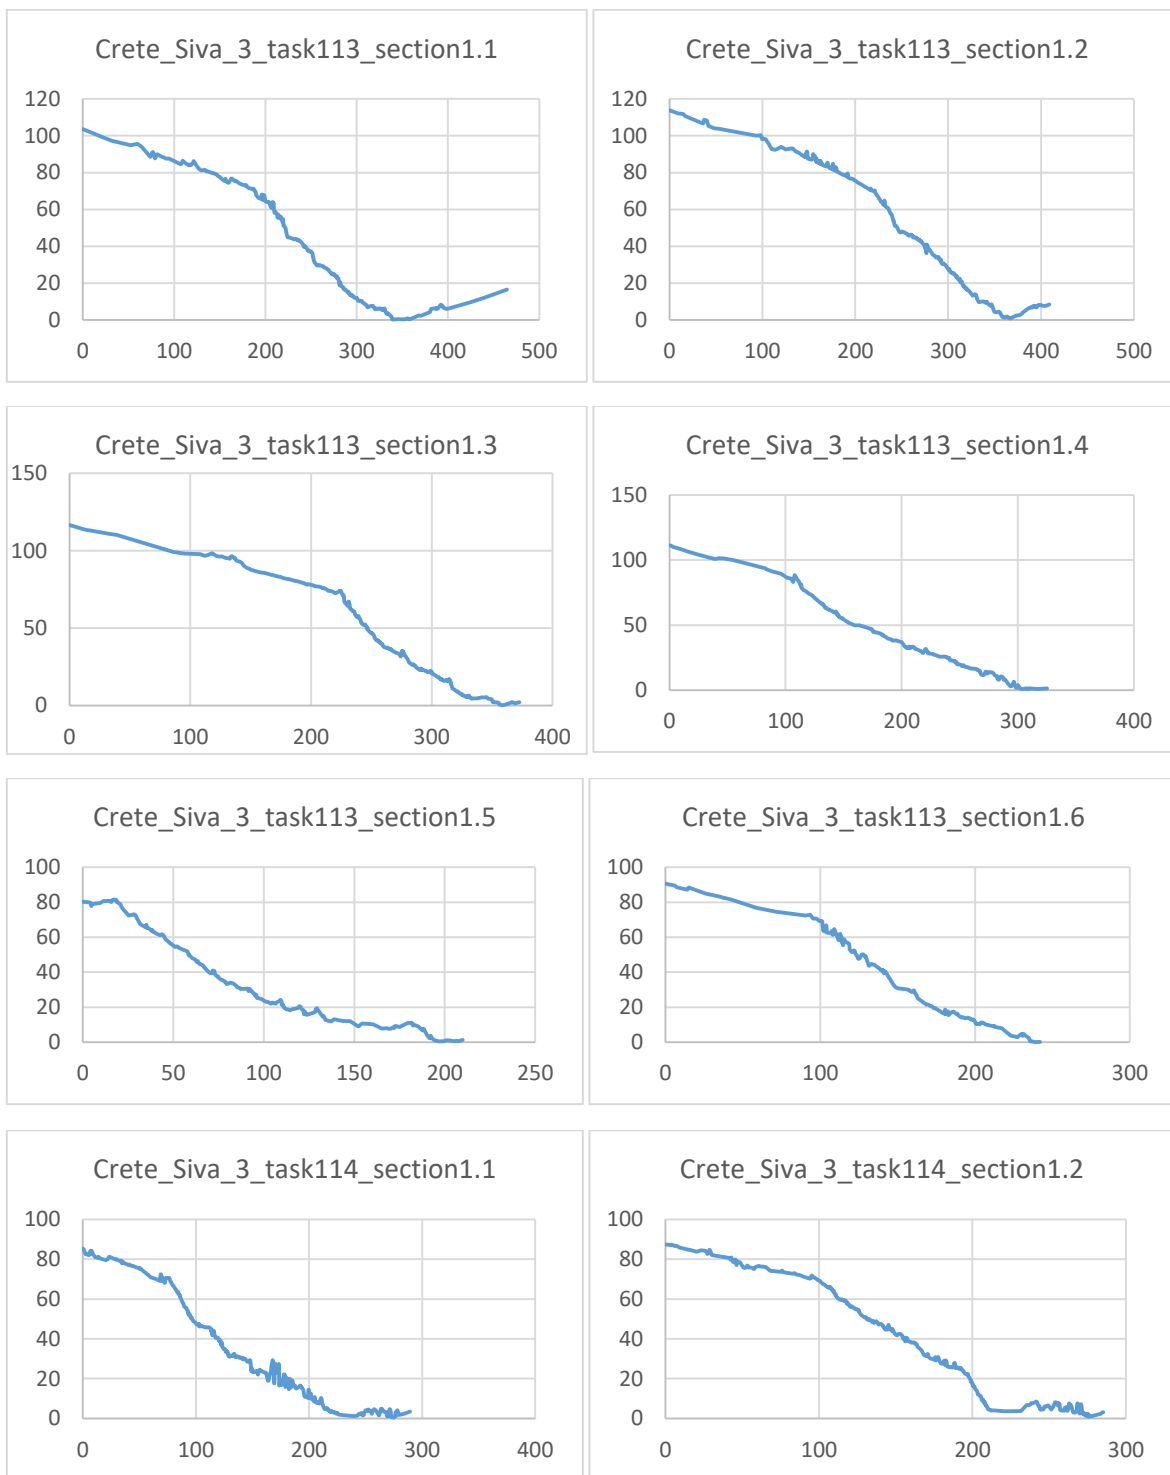 Crete_Siva_3_task113_section1.1
120
100
80
60
40
20
0
0 100 200 300 400 500
Crete_Siva_3_task113_section1.2
120
100
80
60
40
20
0
0 100 200 300 400 500
Crete_Siva_3_task113_section1.3
150
100
50
0
0 100 200 300 400
Crete_Siva_3_task113_section1.4
150
100
50
0
0 100 200 300 400
Crete_Siva_3_task113_section1.5
100
80
60
40
20
0
0 50 100 150 200 250
Crete_Siva_3_task113_section1.6
100
80
60
40
20
0
0 100 200 300
Crete_Siva_3_task114_section1.1
100
80
60
40
20
0
0 100 200 300 400
Crete_Siva_3_task114_section1.2
100
80
60
40
20
0
0 100 200 300